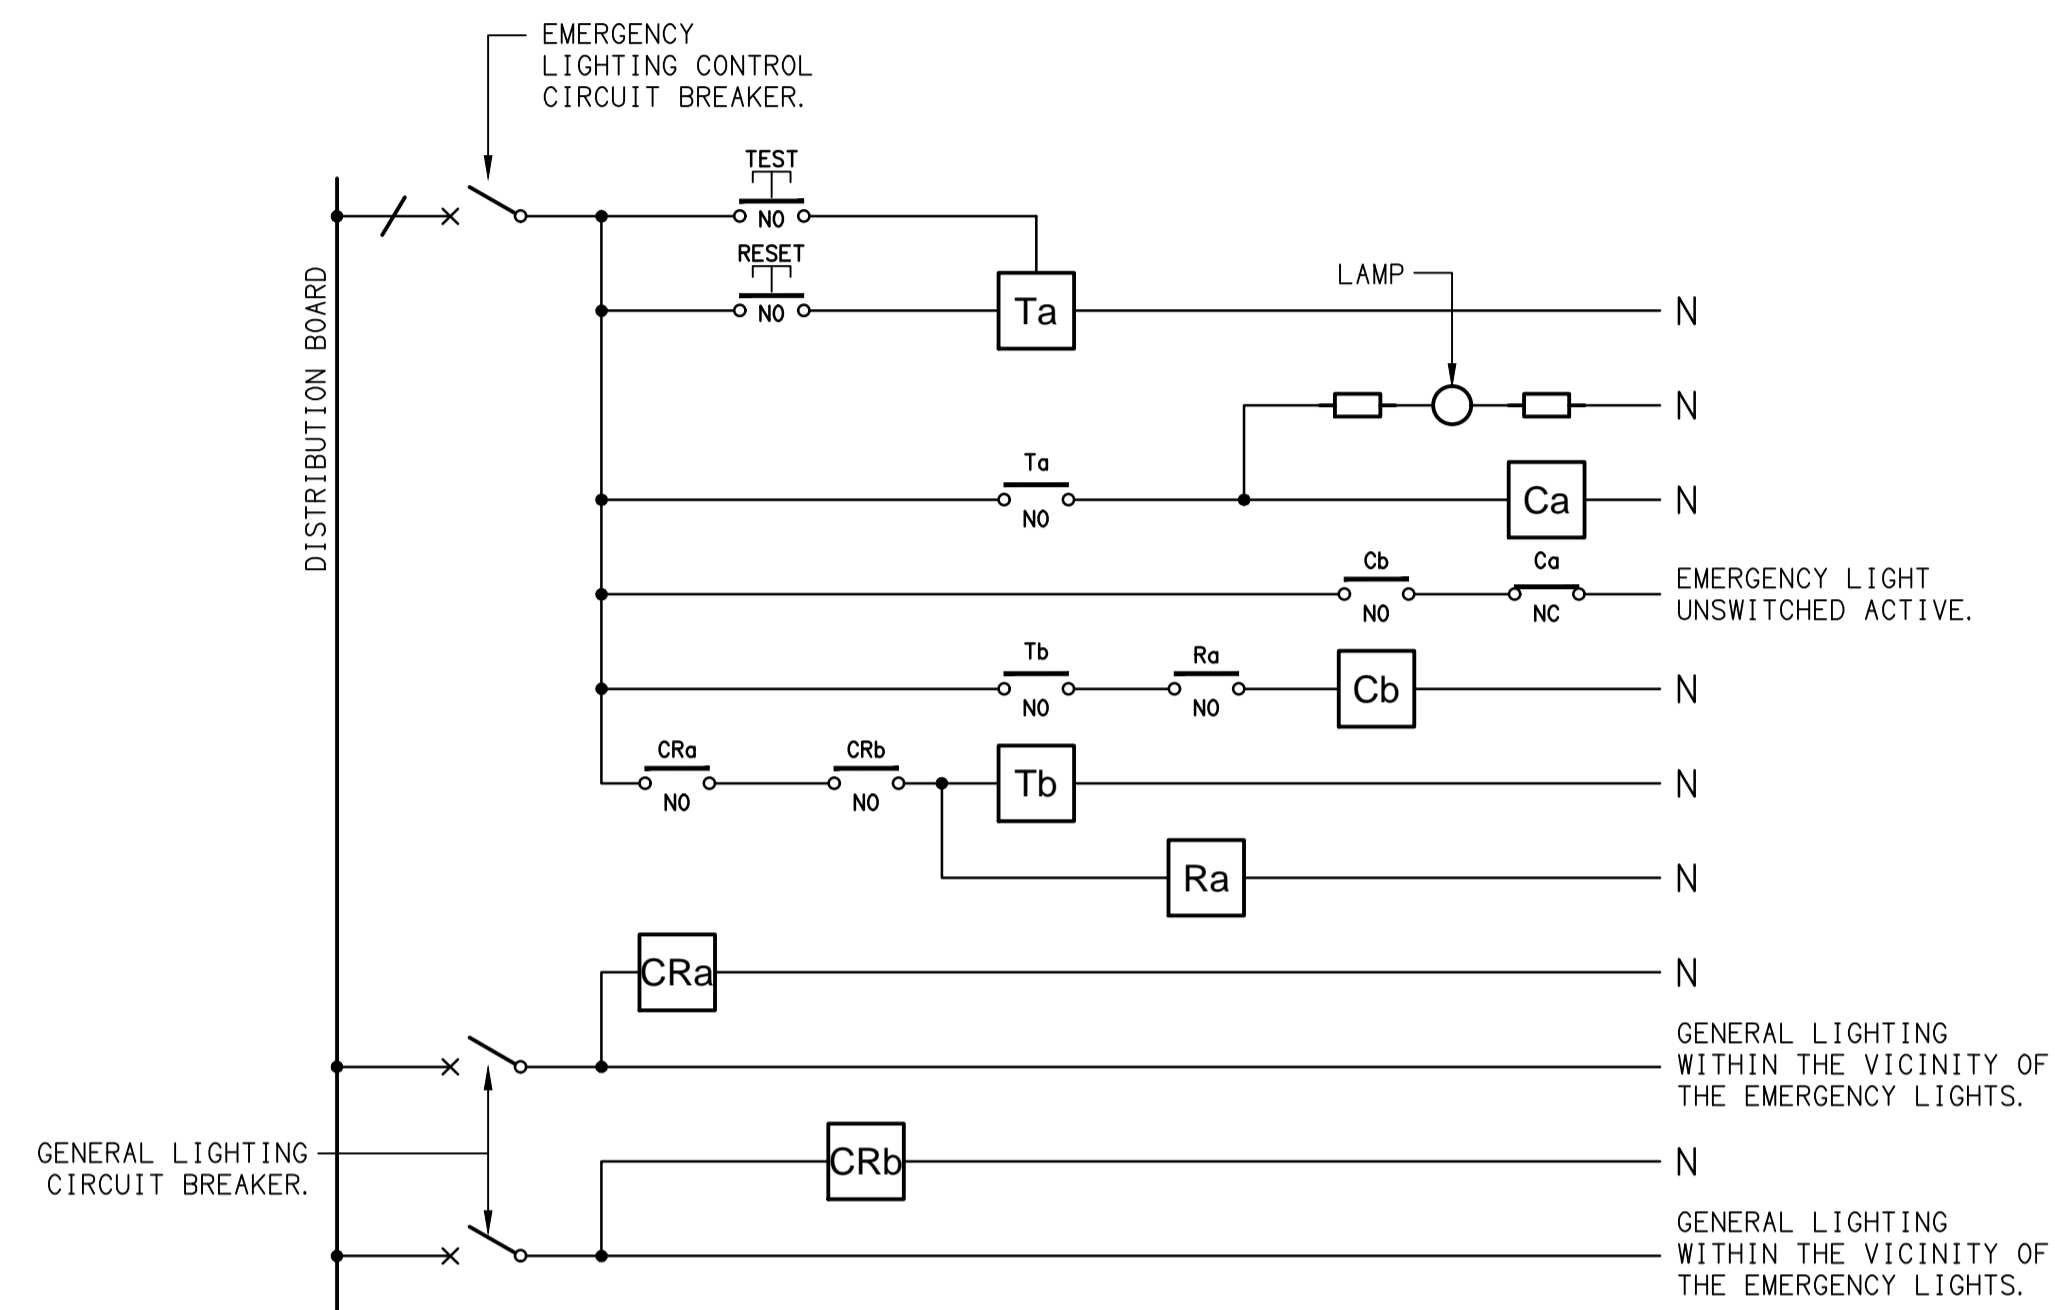 EMERGENCY
LIGHTING CONTROL
CIRCUIT BREAKER.
TEST
NO
RESET
NO
Ta
N
LAMP
N
DISTRIBUTION BOARD
Ta
NO
Ca
N
Cb
NO
Ca
NC
EMERGENCY LIGHT
UNSWITCHED ACTIVE.
Tb
NO
Ra
NO
Cb
N
CRa
NO
CRb
NO
Tb
N
Ra
N
CRa
N
GENERAL LIGHTING
WITHIN THE VICINITY OF
THE EMERGENCY LIGHTS.
GENERAL LIGHTING
CIRCUIT BREAKER.
CRb
N
GENERAL LIGHTING
WITHIN THE VICINITY OF
THE EMERGENCY LIGHTS.